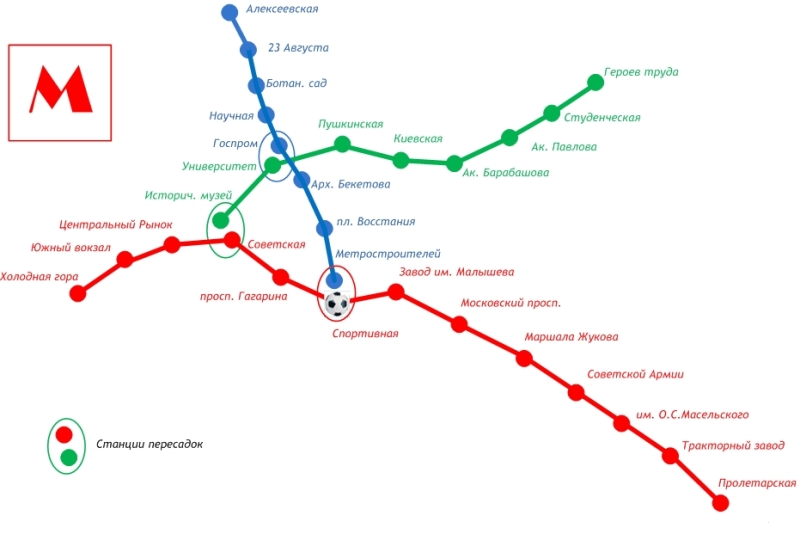 Алексеевская
23 Августа
Ботан. сад
Научная
Госпром
Университет
Историч. музей
Пушкинская
Киевская
Ак. Барабашова
Ак. Павлова
Студенческая
Героев труда
Арх. Бекетова
пл. Восстания
Метростроителей
Центральный Рынок
Южный вокзал
Холодная гора
Советская
просп. Гагарина
Спортивная
Завод им. Малышева
Московский просп.
Маршала Жукова
Советской Армии
им. О.С.Масельского
Тракторный завод
Пролетарская
Станции пересадок